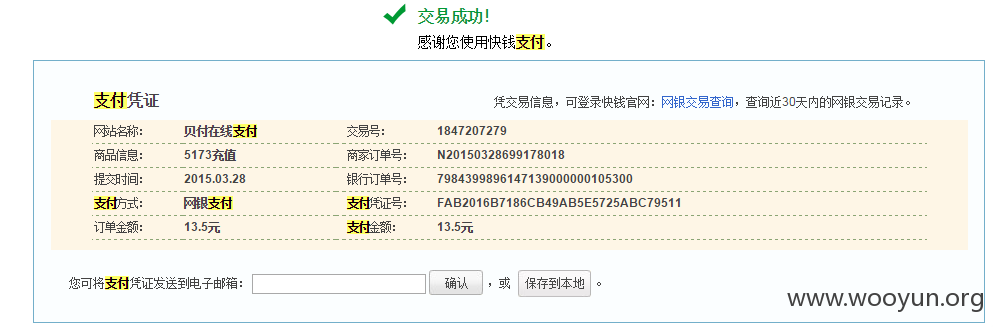 交易成功!
感谢您使用快钱支付。
支付凭证 凭交易信息，可登录快钱官网：网银交易查询，查询近30天内的网银交易记录。
网站名称： 贝付在线支付 交易号： 1847207279
商品信息： 5173充值 商家订单号： N20150328699178018
提交时间： 2015.03.28 银行订单号： 7984399896147139000000105300
支付方式： 网银支付 支付凭证号： FAB2016B7186CB49AB5E5725ABC79511
订单金额： 13.5元 支付金额： 13.5元
您可将支付凭证发送到电子邮箱： 确认 ，或 保存到本地 。
www.wooyun.org